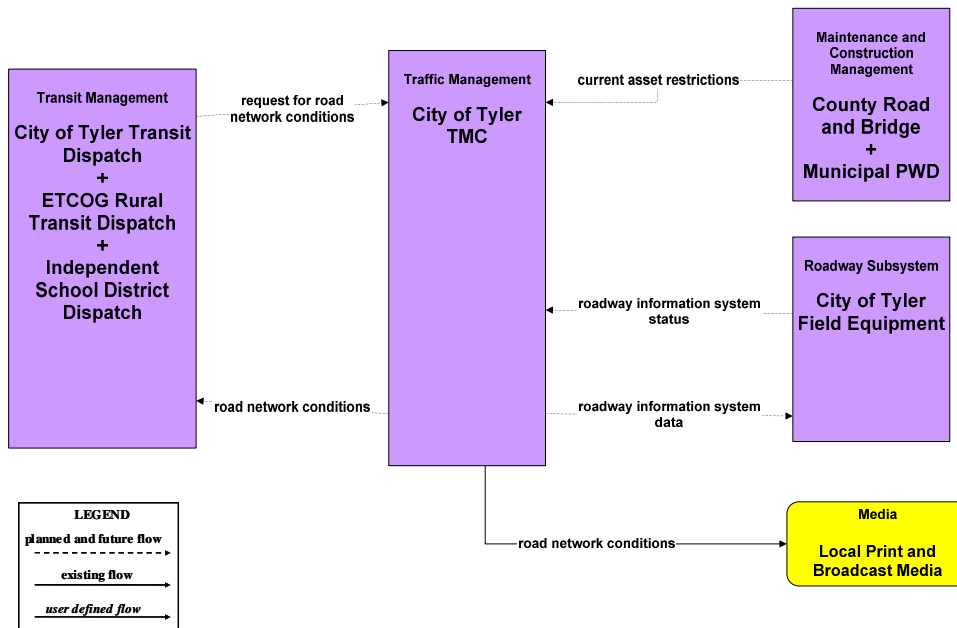 Transit Management
City of Tyler Transit
Dispatch
+
ETCOG Rural
Transit Dispatch
+
Independent
School District
Dispatch
request for road
network conditions
road network conditions
Traffic Management
City of Tyler
TMC
current asset restrictions
roadway information system
status
roadway information system
data
road network conditions
Maintenance and
Construction
Management
County Road
and Bridge
+
Municipal PWD
Roadway Subsystem
City of Tyler
Field Equipment
Media
Local Print and
Broadcast Media
LEGEND
planned and future flow
existing flow
user defined flow